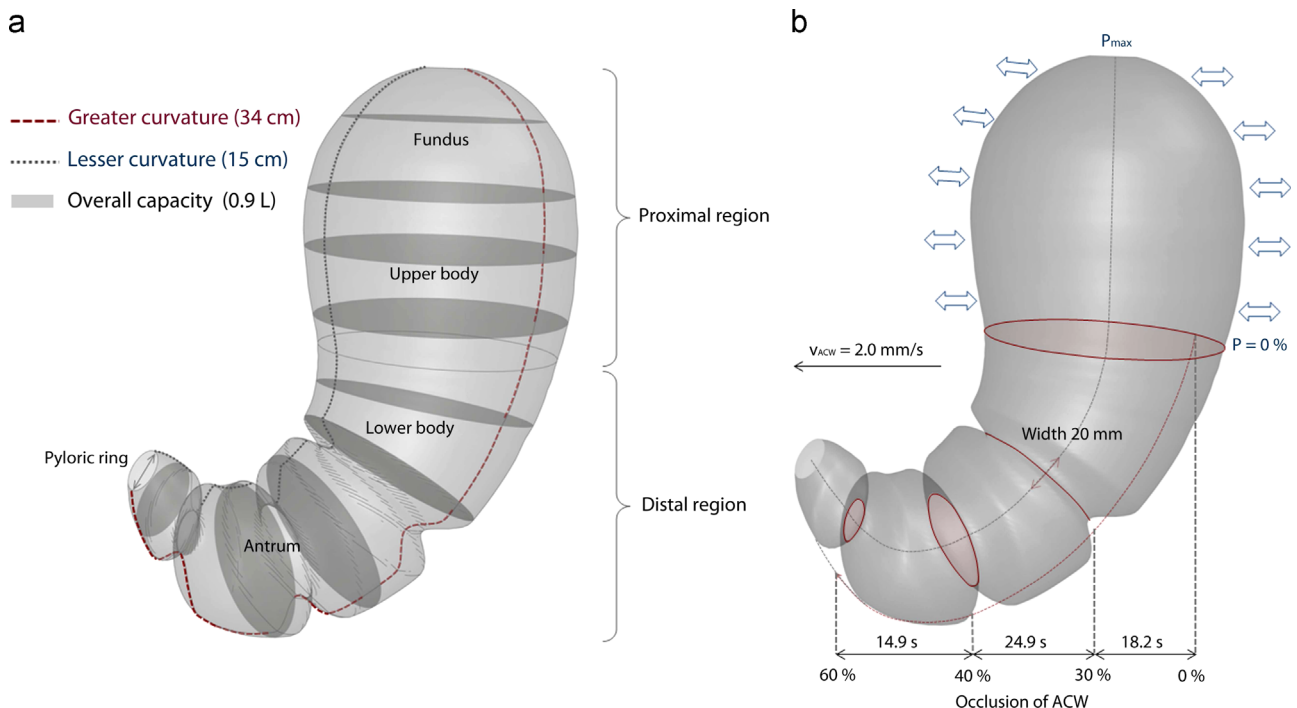 a
Greater curvature (34 cm)
Lesser curvature (15 cm)
Overall capacity (0.9 L)
Fundus
Upper body
Lower body
Pyloric ring
Antrum
Proximal region
Distal region
b
Pmax
P = 0 %
vACW = 2.0 mm/s
Width 20 mm
14.9 s
24.9 s
18.2 s
60 %
40 %
30 %
0 %
Occlusion of ACW